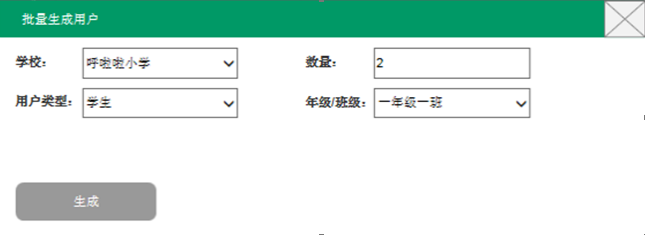 批量生成用户
学校： 呼啦啦小学 数量： 2
用户类型： 学生 年级/班级： 一年级一班
生成